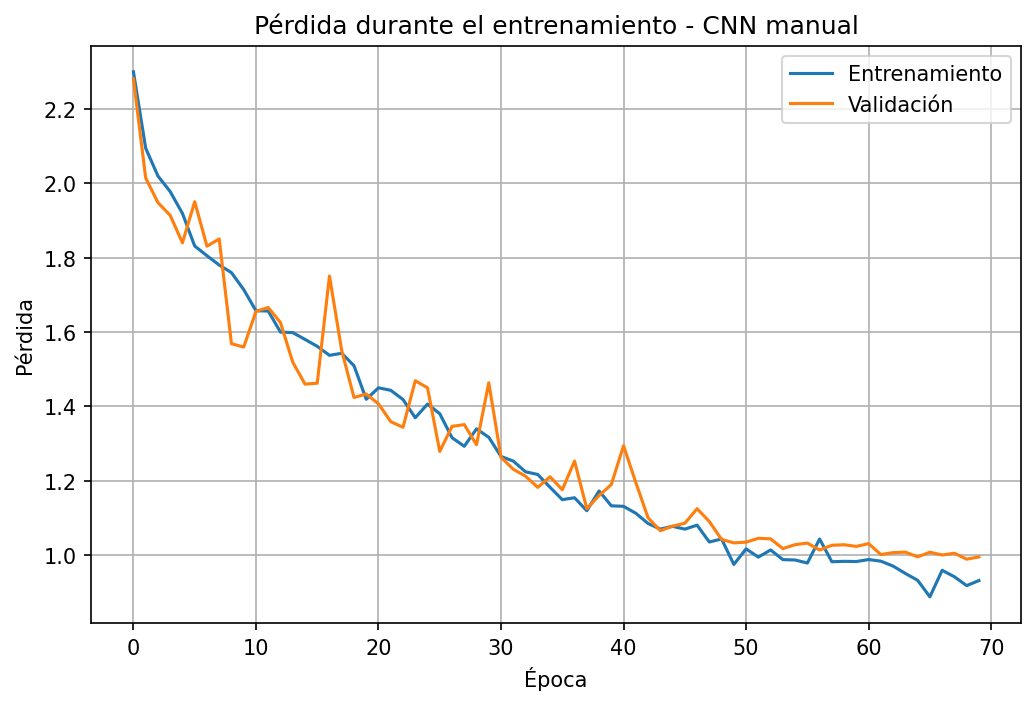 Pérdida durante el entrenamiento - CNN manual
Entrenamiento
Validación
2.2
2.0
1.8
1.6
1.4
1.2
1.0
Pérdida
0 10 20 30 40 50 60 70
Época